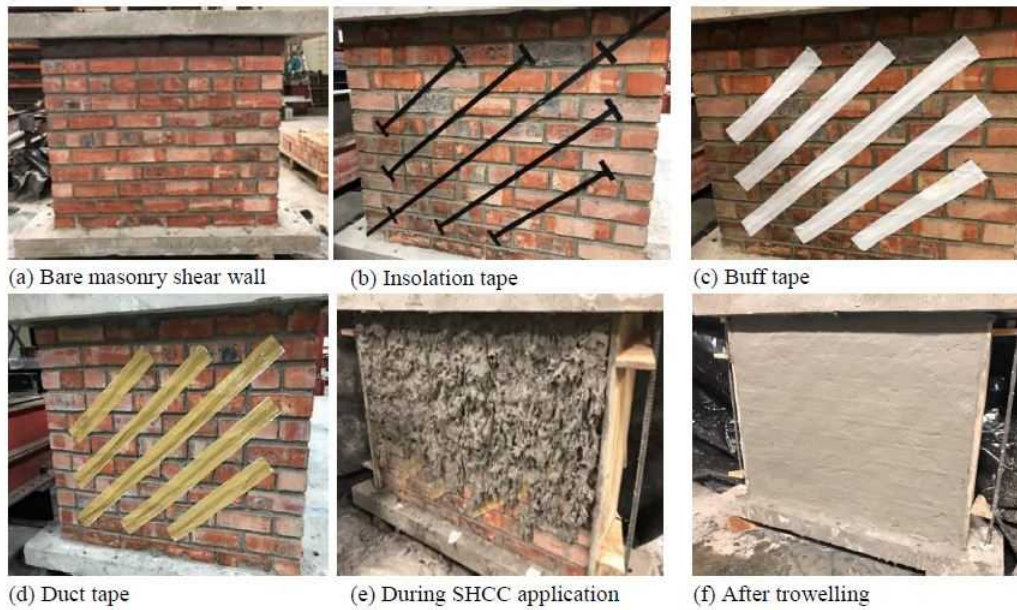 (a) Bare masonry shear wall
(b) Insolation tape
(c) Buff tape
(d) Duct tape
(e) During SHCC application
(f) After trowelling